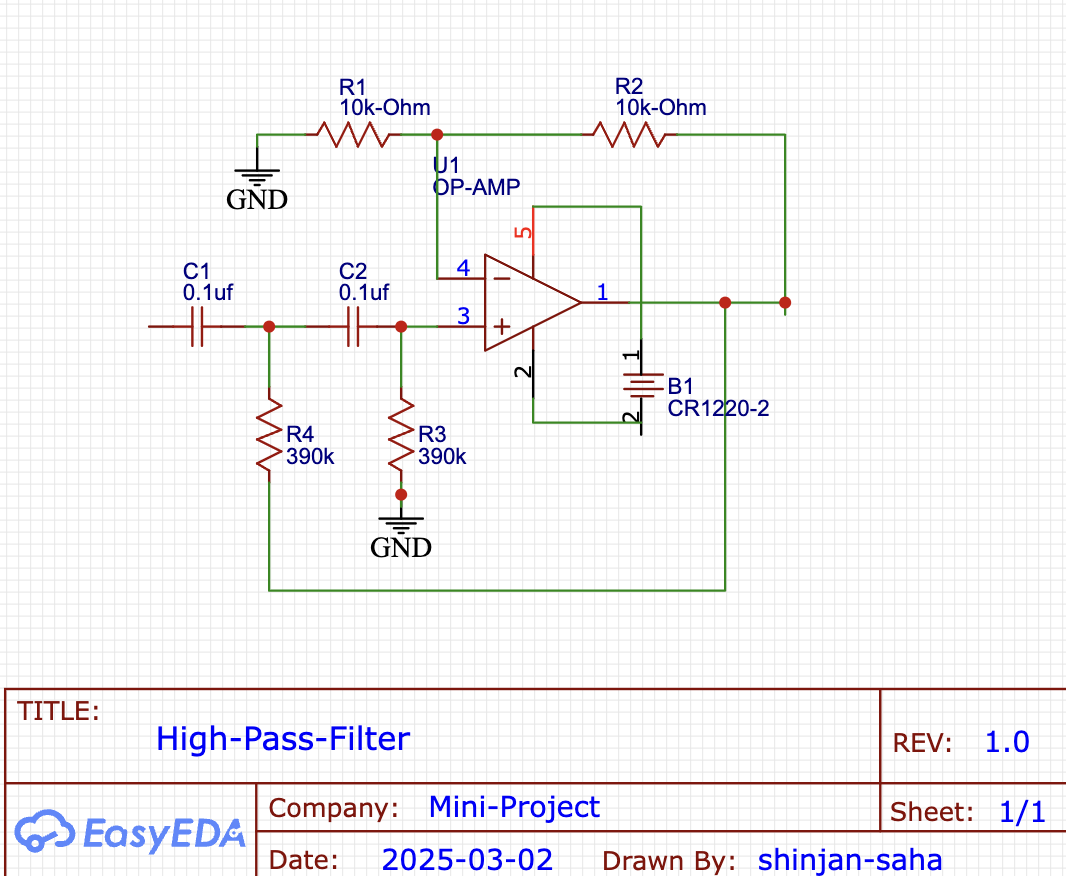 R1
10k-Ohm
R2
10k-Ohm
U1
OP-AMP
GND
5
C1
0.1uf
C2
0.1uf
4
3
1
2
1
2
B1
CR1220-2
R4
390k
R3
390k
GND
TITLE:
High-Pass-Filter
REV: 1.0
EasyEDA
Company: Mini-Project
Sheet: 1/1
Date: 2025-03-02 Drawn By: shinjan-saha